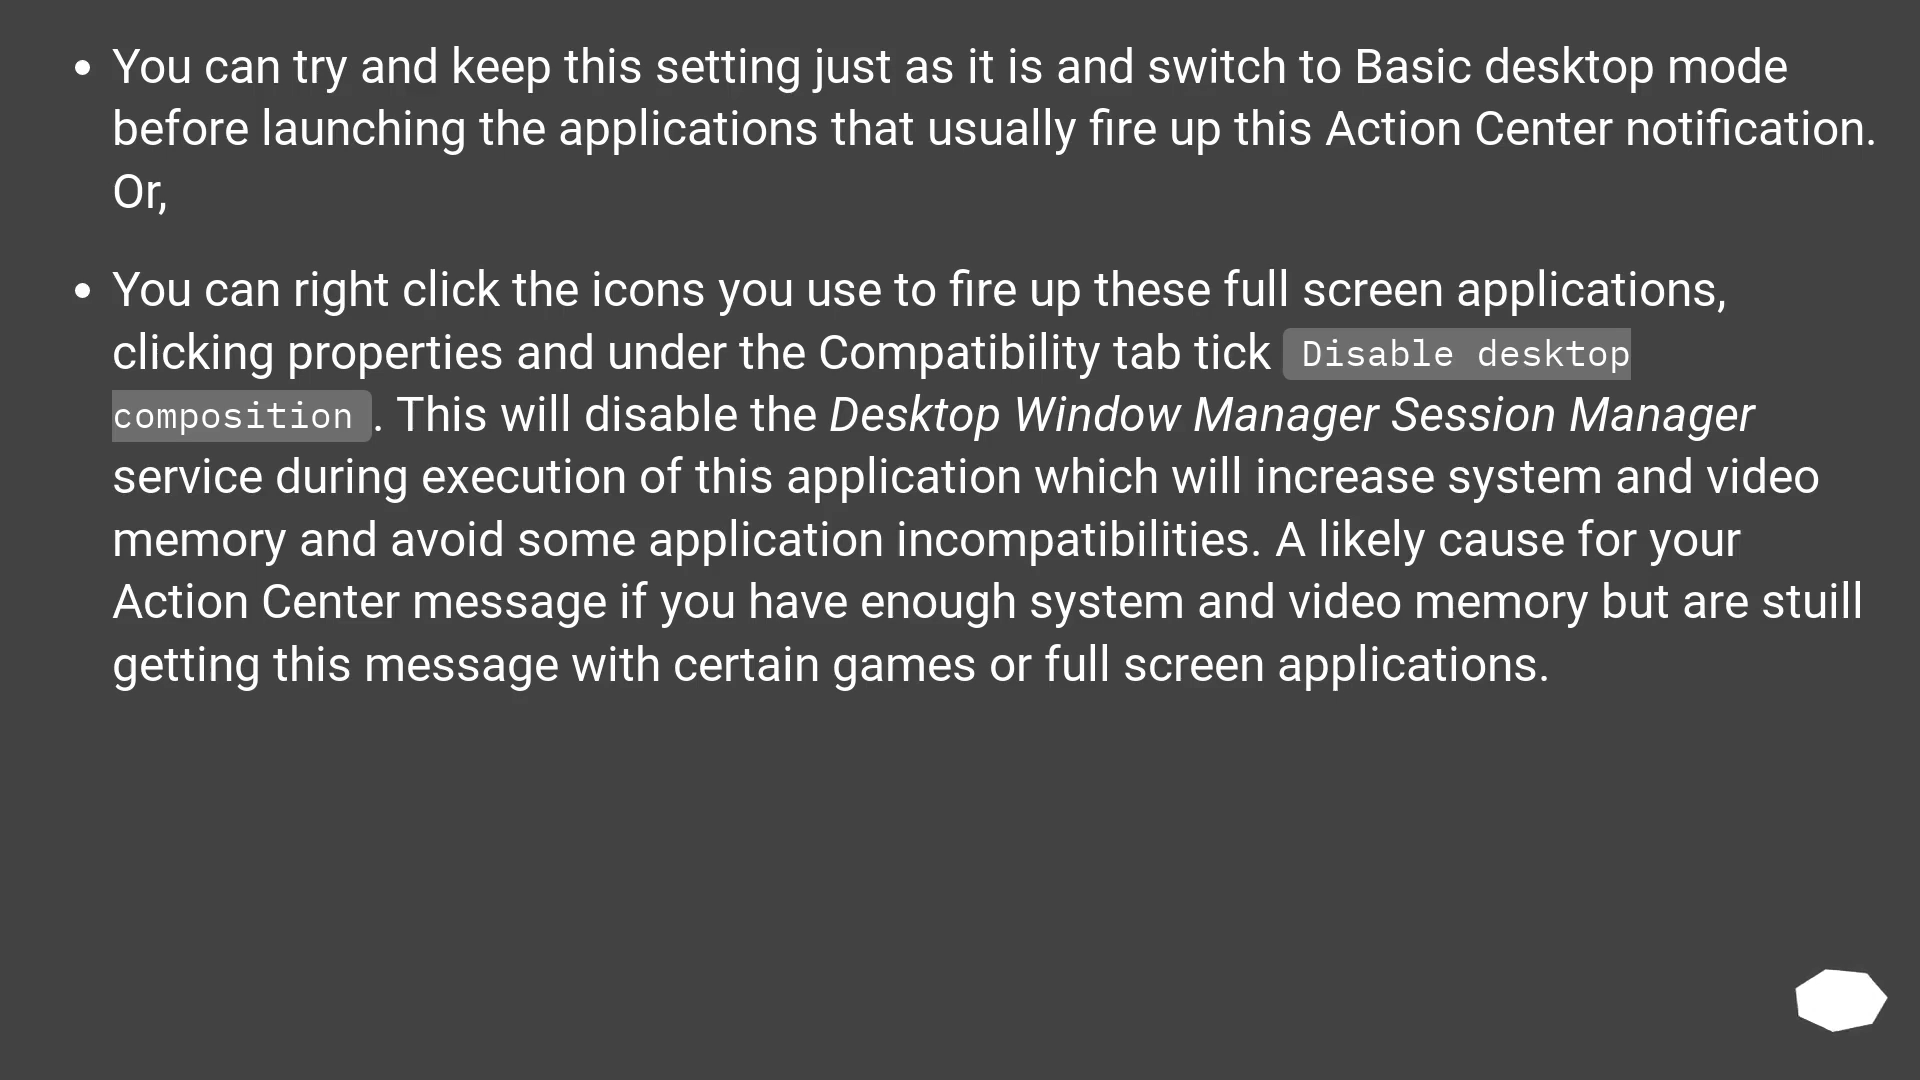 You can try and keep this setting just as it is and switch to Basic desktop mode
before launching the applications that usually fire up this Action Center notification.
Or,
You can right click the icons you use to fire up these full screen applications,
clicking properties and under the Compatibility tab tick Disable desktop
composition . This will disable the Desktop Window Manager Session Manager
service during execution of this application which will increase system and video
memory and avoid some application incompatibilities. A likely cause for your
Action Center message if you have enough system and video memory but are stuill
getting this message with certain games or full screen applications.